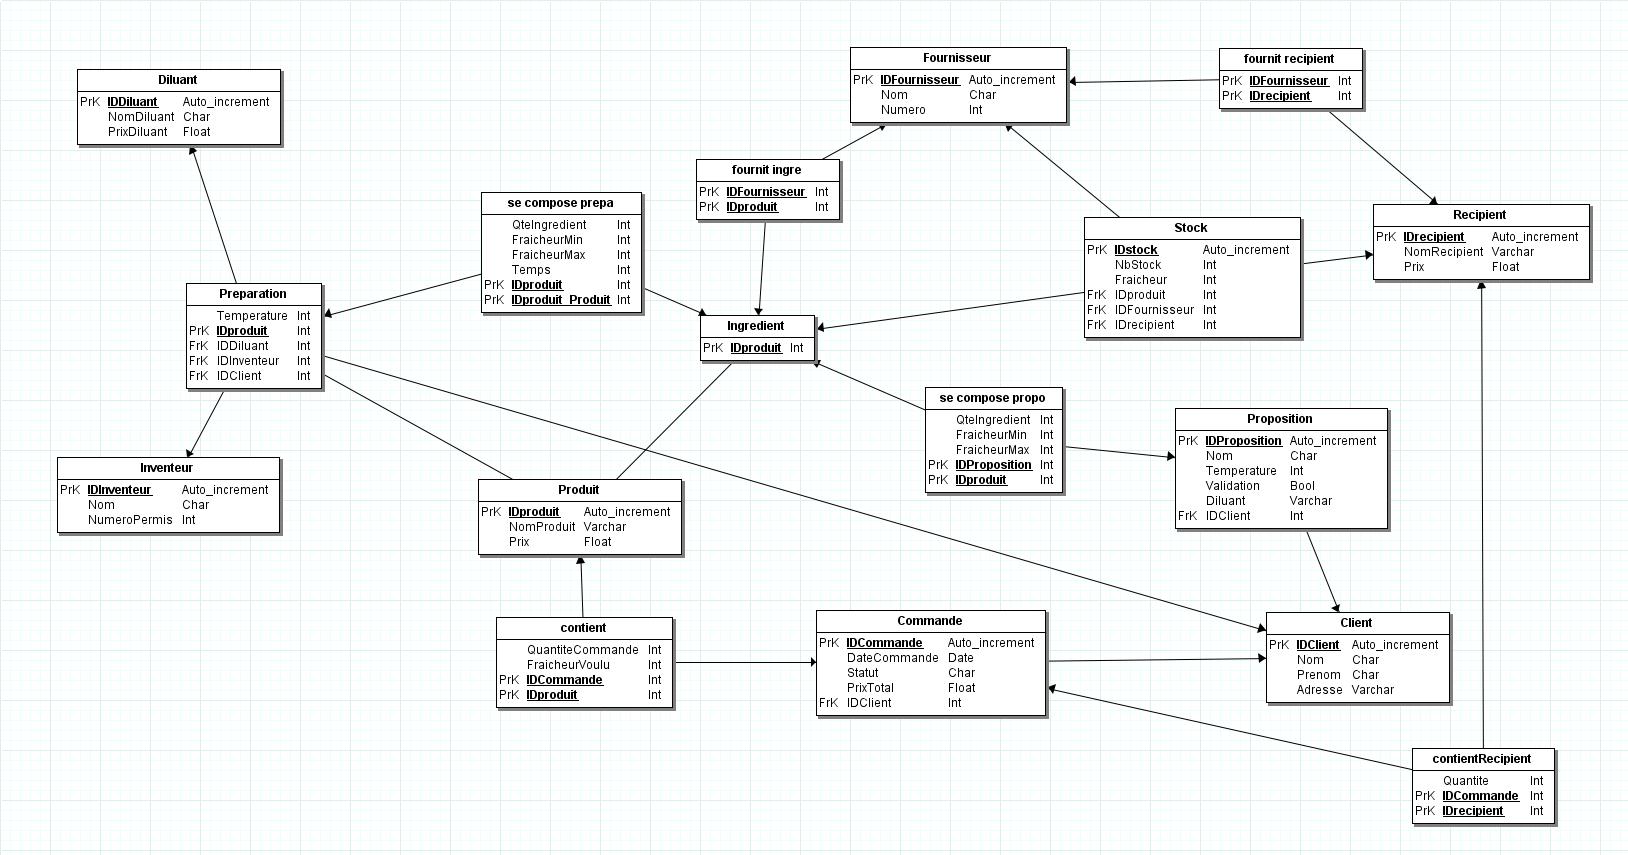 Diluant
PrK IDDiluant Auto_increment
NomDiluant Char
PrixDiluant Float
Fournisseur
PrK IDFournisseur Auto_increment
Nom Char
Numero Int
fournit recipient
PrK IDFournisseur Int
PrK IDrecipient Int
fournit ingre
PrK IDFournisseur Int
PrK IDproduit Int
se compose prepa
QteIngredient Int
FraicheurMin Int
FraicheurMax Int
Temps Int
PrK IDproduit Int
PrK IDproduit_Produit Int
Stock
PrK IDstock Auto_increment
NbStock Int
Fraicheur Int
FrK IDproduit Int
FrK IDFournisseur Int
FrK IDrecipient Int
Recipient
PrK IDrecipient Auto_increment
NomRecipient Varchar
Prix Float
Preparation
Temperature Int
PrK IDproduit Int
FrK IDDiluant Int
FrK IDInventeur Int
FrK IDClient Int
Ingredient
PrK IDproduit Int
se compose propo
QteIngredient Int
FraicheurMin Int
FraicheurMax Int
PrK IDProposition Int
PrK IDproduit Int
Proposition
PrK IDProposition Auto_increment
Nom Char
Temperature Int
Validation Bool
Diluant Varchar
FrK IDClient Int
Inventeur
PrK IDInventeur Auto_increment
Nom Char
NumeroPermis Int
Produit
PrK IDproduit Auto_increment
NomProduit Varchar
Prix Float
contient
QuantiteCommande Int
FraicheurVoulu Int
PrK IDCommande Int
PrK IDproduit Int
Commande
PrK IDCommande Auto_increment
DateCommande Date
Statut Char
PrixTotal Float
FrK IDClient Int
Client
PrK IDClient Auto_increment
Nom Char
Prenom Char
Adresse Varchar
contientRecipient
Quantite Int
PrK IDCommande Int
PrK IDrecipient Int